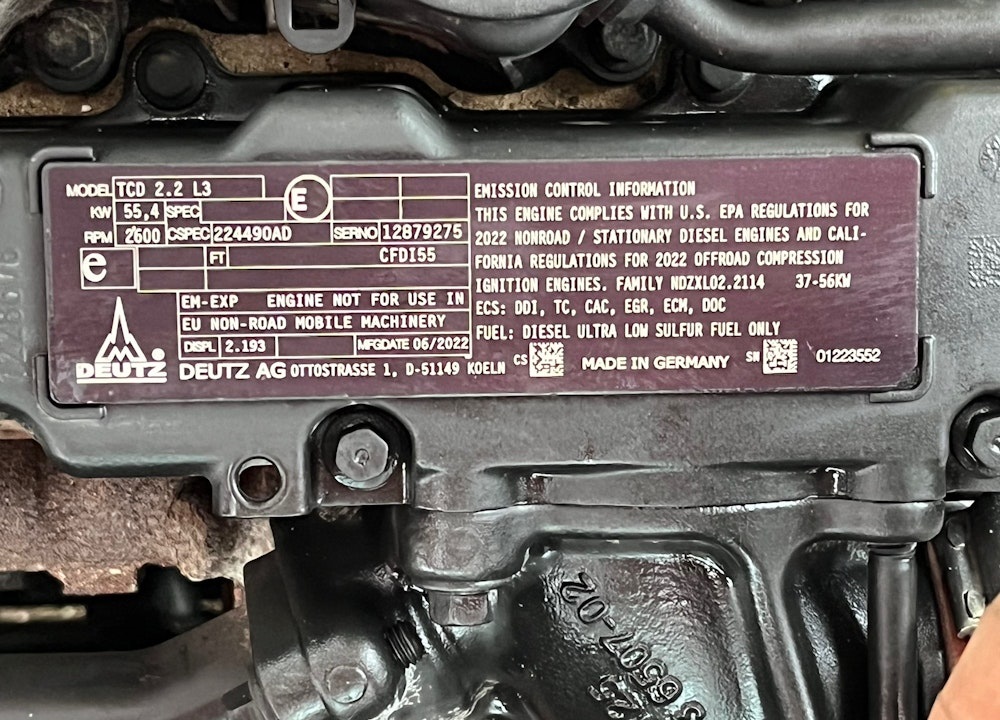 MODEL TCD 2.2 L3
E
KW 55,4 SPEC
RPM 2600 CSPEC 224490AD SERNO 12879275
e FT CFDI55
EM-EXP ENGINE NOT FOR USE IN
EU NON-ROAD MOBILE MACHINERY
DISPL 2.193 MFGDATE 06/2022
DEUTZ
DEUTZ AG OTTOSTRASSE 1, D-51149 KOELN
EMISSION CONTROL INFORMATION
THIS ENGINE COMPLIES WITH U.S. EPA REGULATIONS FOR
2022 NONROAD / STATIONARY DIESEL ENGINES AND CALI-
FORNIA REGULATIONS FOR 2022 OFFROAD COMPRESSION
IGNITION ENGINES. FAMILY NDZXL02.2114 37-56KW
ECS: DDI, TC, CAC, EGR, ECM, DOC
FUEL: DIESEL ULTRA LOW SULFUR FUEL ONLY
CS MADE IN GERMANY SN 01223552